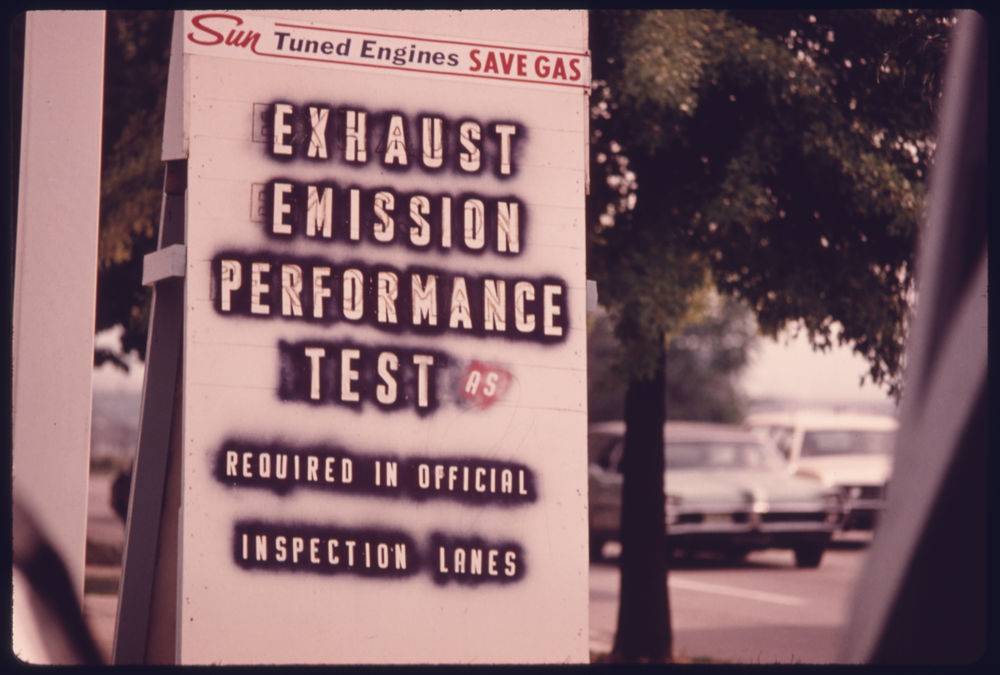 Sun Tuned Engines SAVE GAS
EXHAUST
EMISSION
PERFORMANCE
TEST AS
REQUIRED IN OFFICIAL
INSPECTION LANES